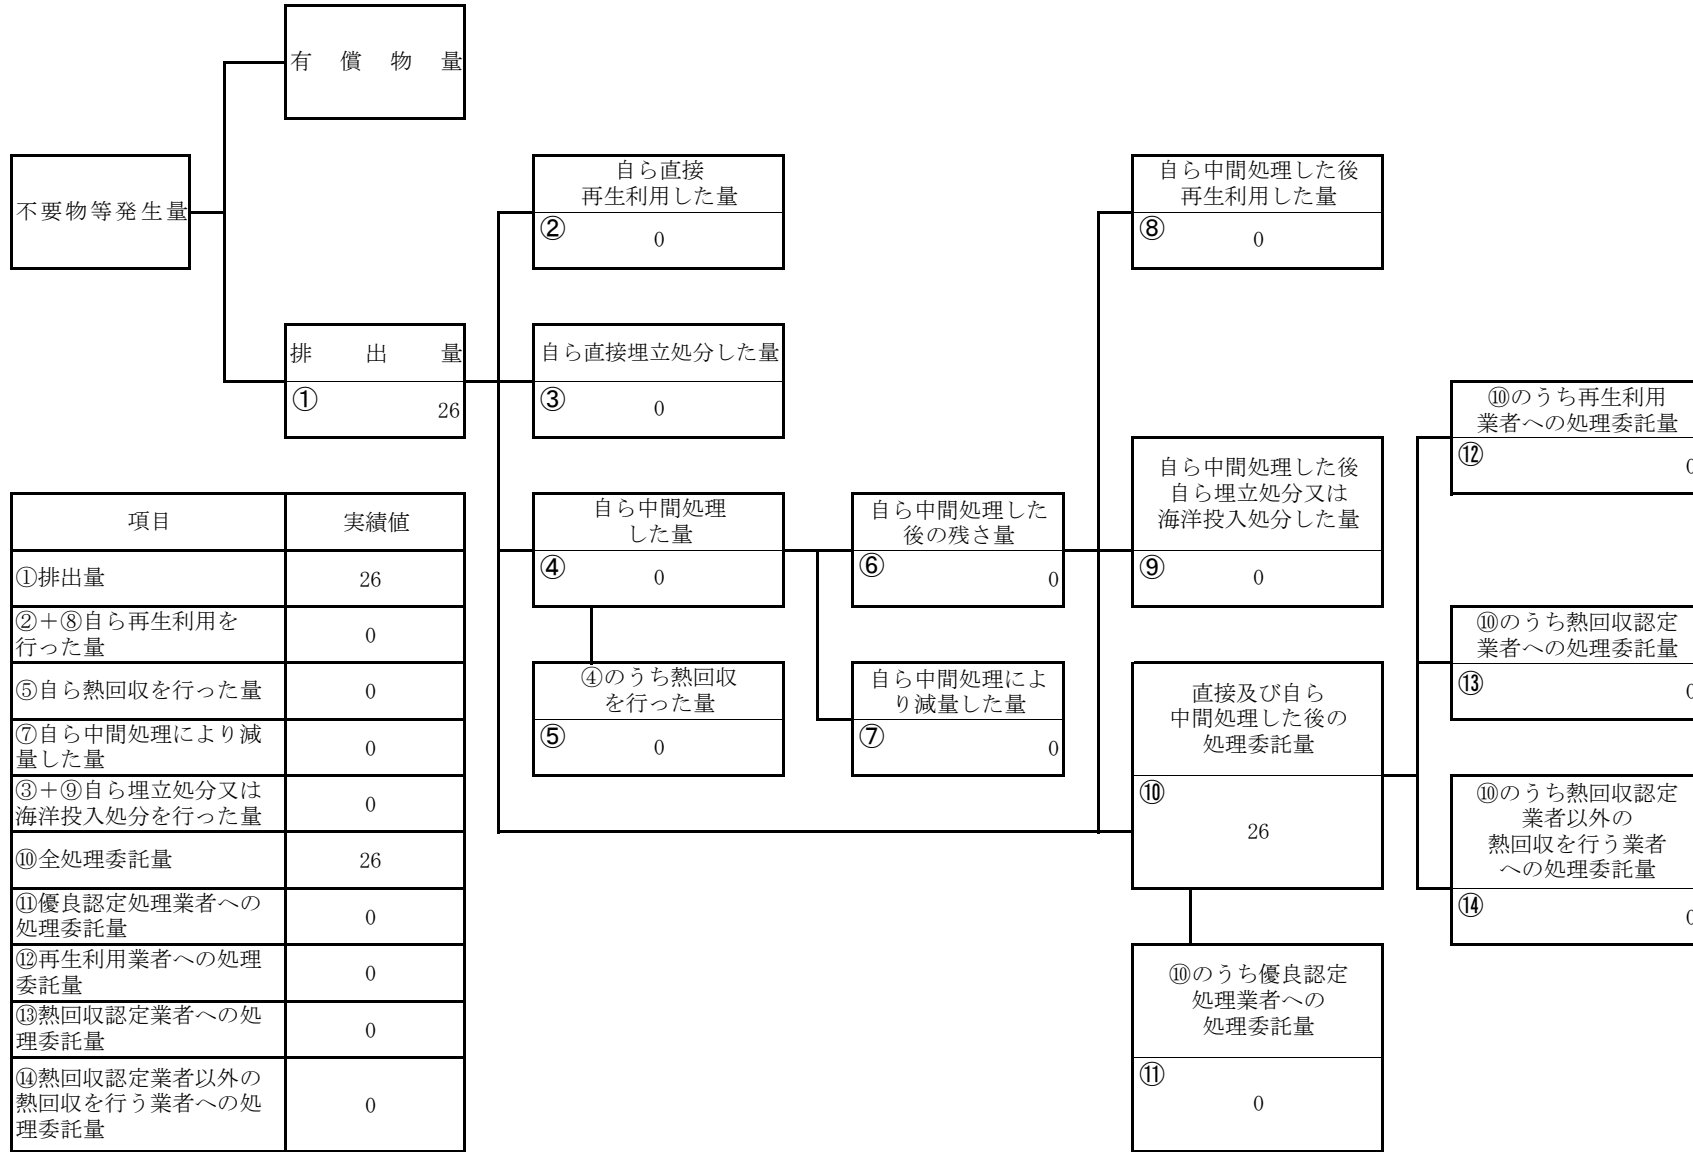 有償物量
不要物等発生量
排出量
①
26
自ら直接
再生利用した量
②
0
自ら直接埋立処分した量
③
0
自ら中間処理
した量
④
0
④のうち熱回収
を行った量
⑤
0
自ら中間処理した
後の残さ量
⑥
0
自ら中間処理によ
り減量した量
⑦
0
自ら中間処理した後
再生利用した量
⑧
0
自ら中間処理した後
自ら埋立処分又は
海洋投入処分した量
⑨
0
直接及び自ら
中間処理した後の
処理委託量
⑩
26
⑩のうち優良認定
処理業者への
処理委託量
⑪
0
⑩のうち再生利用
業者への処理委託量
⑫
0
⑩のうち熱回収認定
業者への処理委託量
⑬
0
⑩のうち熱回収認定
業者以外の
熱回収を行う業者
への処理委託量
⑭
0
項目 実績値
①排出量 26
②＋⑧自ら再生利用を
行った量 0
⑤自ら熱回収を行った量 0
⑦自ら中間処理により減
量した量 0
③＋⑨自ら埋立処分又は
海洋投入処分を行った量 0
⑩全処理委託量 26
⑪優良認定処理業者への
処理委託量 0
⑫再生利用業者への処理
委託量 0
⑬熱回収認定業者への処
理委託量 0
⑭熱回収認定業者以外の
熱回収を行う業者への処
理委託量 0